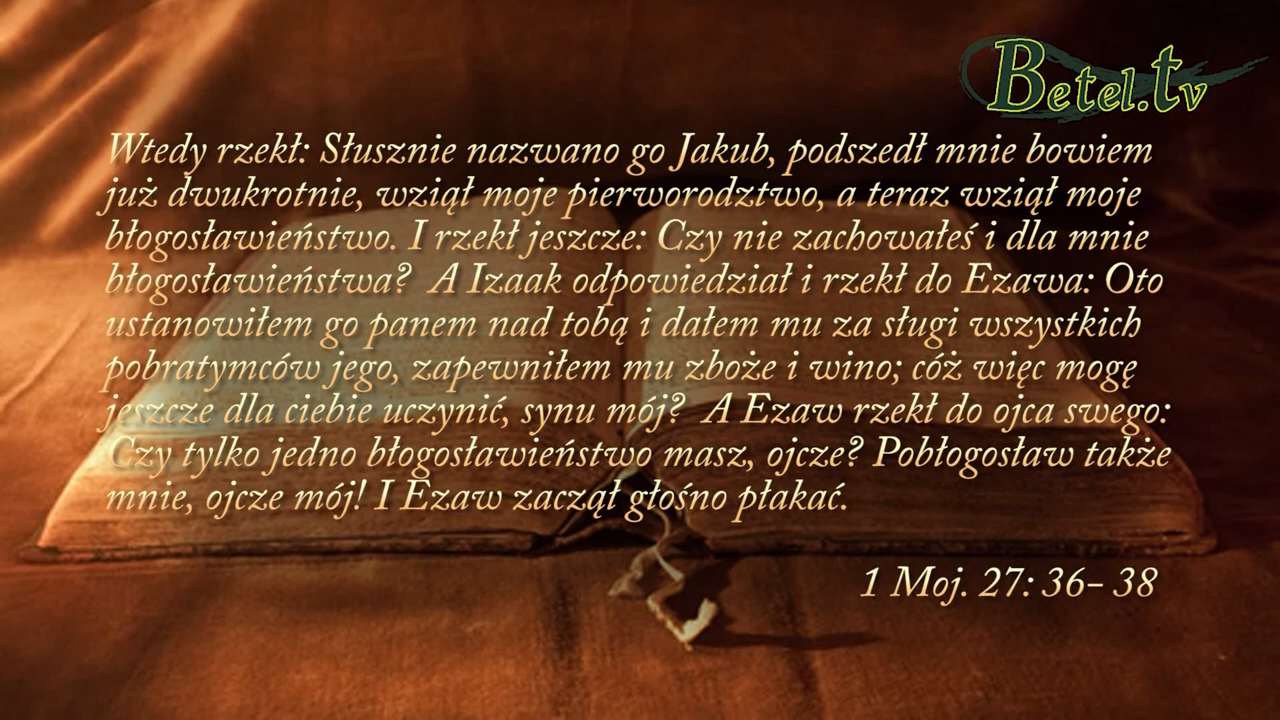 Betel.tv
Wtedy rzekł: Słusznie nazwano go Jakub, podszedł mnie bowiem
już dwukrotnie, wziął moje pierworodztwo, a teraz wziął moje
błogosławieństwo. I rzekł jeszcze: Czy nie zachowałeś i dla mnie
błogosławieństwa? A Izaak odpowiedział i rzekł do Ezawa: Oto
ustanowiłem go panem nad tobą i dałem mu za sługi wszystkich
pobratymców jego, zapewniłem mu zboże i wino; cóż więc mogę
jeszcze dla ciebie uczynić, synu mój? A Ezaw rzekł do ojca swego:
Czy tylko jedno błogosławieństwo masz, ojcze? Pobłogosław także
mnie, ojcze mój! I Ezaw zaczął głośno płakać.
1 Moj. 27: 36- 38